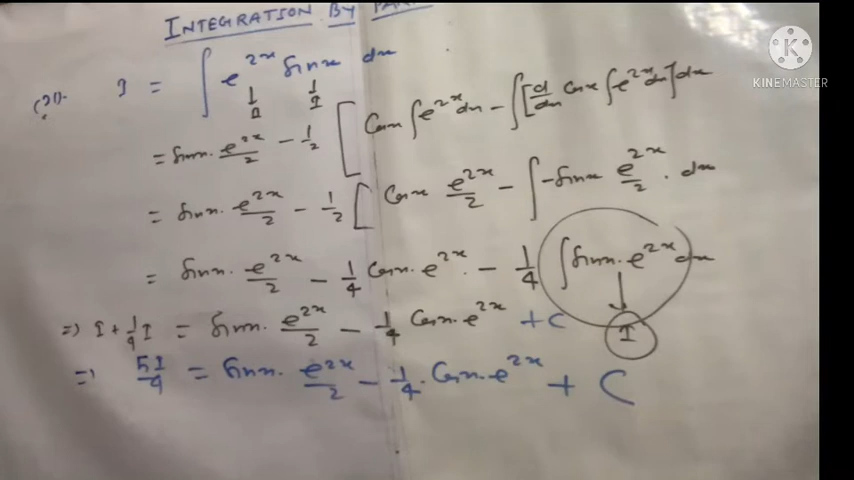 INTEGRATION BY PAR
I = ∫ e^{2x} sinx dx
II I
= sinx. e^{2x}/2 - 1/2 [ Cosx ∫e^{2x}dx - ∫[d/dx Cosx ∫e^{2x}dx]dx
= sinx. e^{2x}/2 - 1/2 [ Cosx e^{2x}/2 - ∫-sinx e^{2x}/2 . dx
= sinx. e^{2x}/2 - 1/4 Cosx. e^{2x} - 1/4 ∫sinx. e^{2x}dx
=> I + 1/4 I = sinx. e^{2x}/2 - 1/4 Cosx. e^{2x} + C
I
=> 5I/4 = sinx. e^{2x}/2 - 1/4. Cosx. e^{2x} + C
K
KINEMASTER